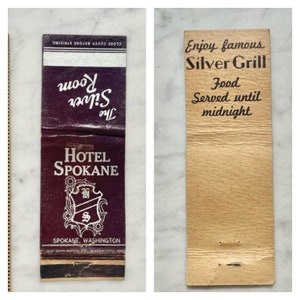 CLOSE COVER BEFORE STRIKING
The
Silver
Room
HOTEL
SPOKANE
H
S
SPOKANE, WASHINGTON
Enjoy famous
Silver Grill
Food
Served until
midnight